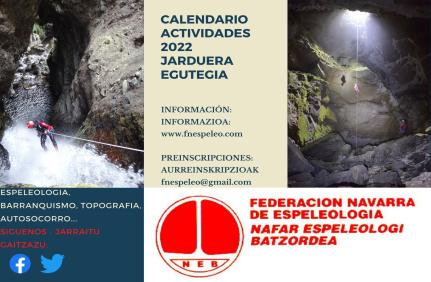 CALENDARIO
ACTIVIDADES
2022
JARDUERA
EGUTEGIA
INFORMACIÓN:
INFORMAZIOA:
www.fnespeleo.com
PREINSCRIPCIONES:
AURREINSKRIPZIOAK
fnespeleo@gmail.com
ESPELEOLOGIA,
BARRANQUISMO, TOPOGRAFIA,
AUTOSOCORRO...
SIGUENOS . JARRAITU
GAITZAZU:
N E B
FEDERACION NAVARRA
DE ESPELEOLOGIA
NAFAR ESPELEOLOGI
BATZORDEA